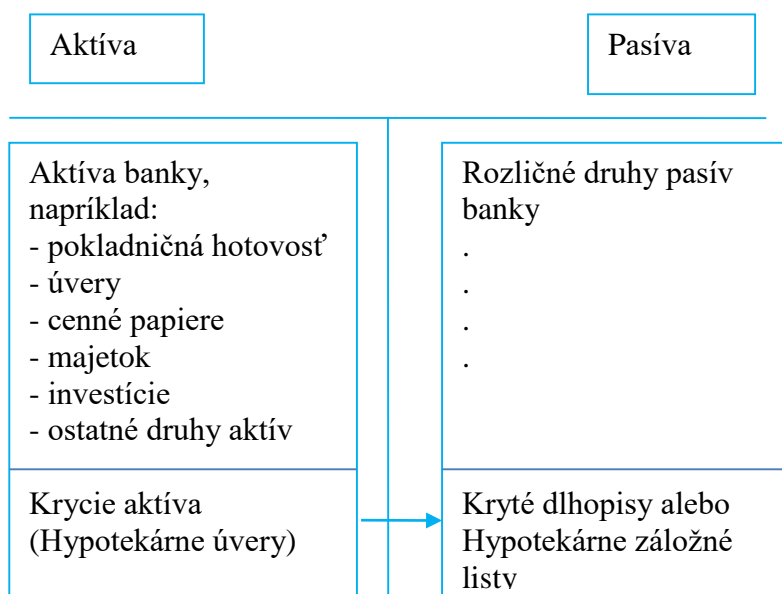 Aktíva
Pasíva
Aktíva banky,
napríklad:
- pokladničná hotovosť
- úvery
- cenné papiere
- majetok
- investície
- ostatné druhy aktív
Rozličné druhy pasív
banky
.
.
.
.
Krycie aktíva
(Hypotekárne úvery)
Kryté dlhopisy alebo
Hypotekárne záložné
listy